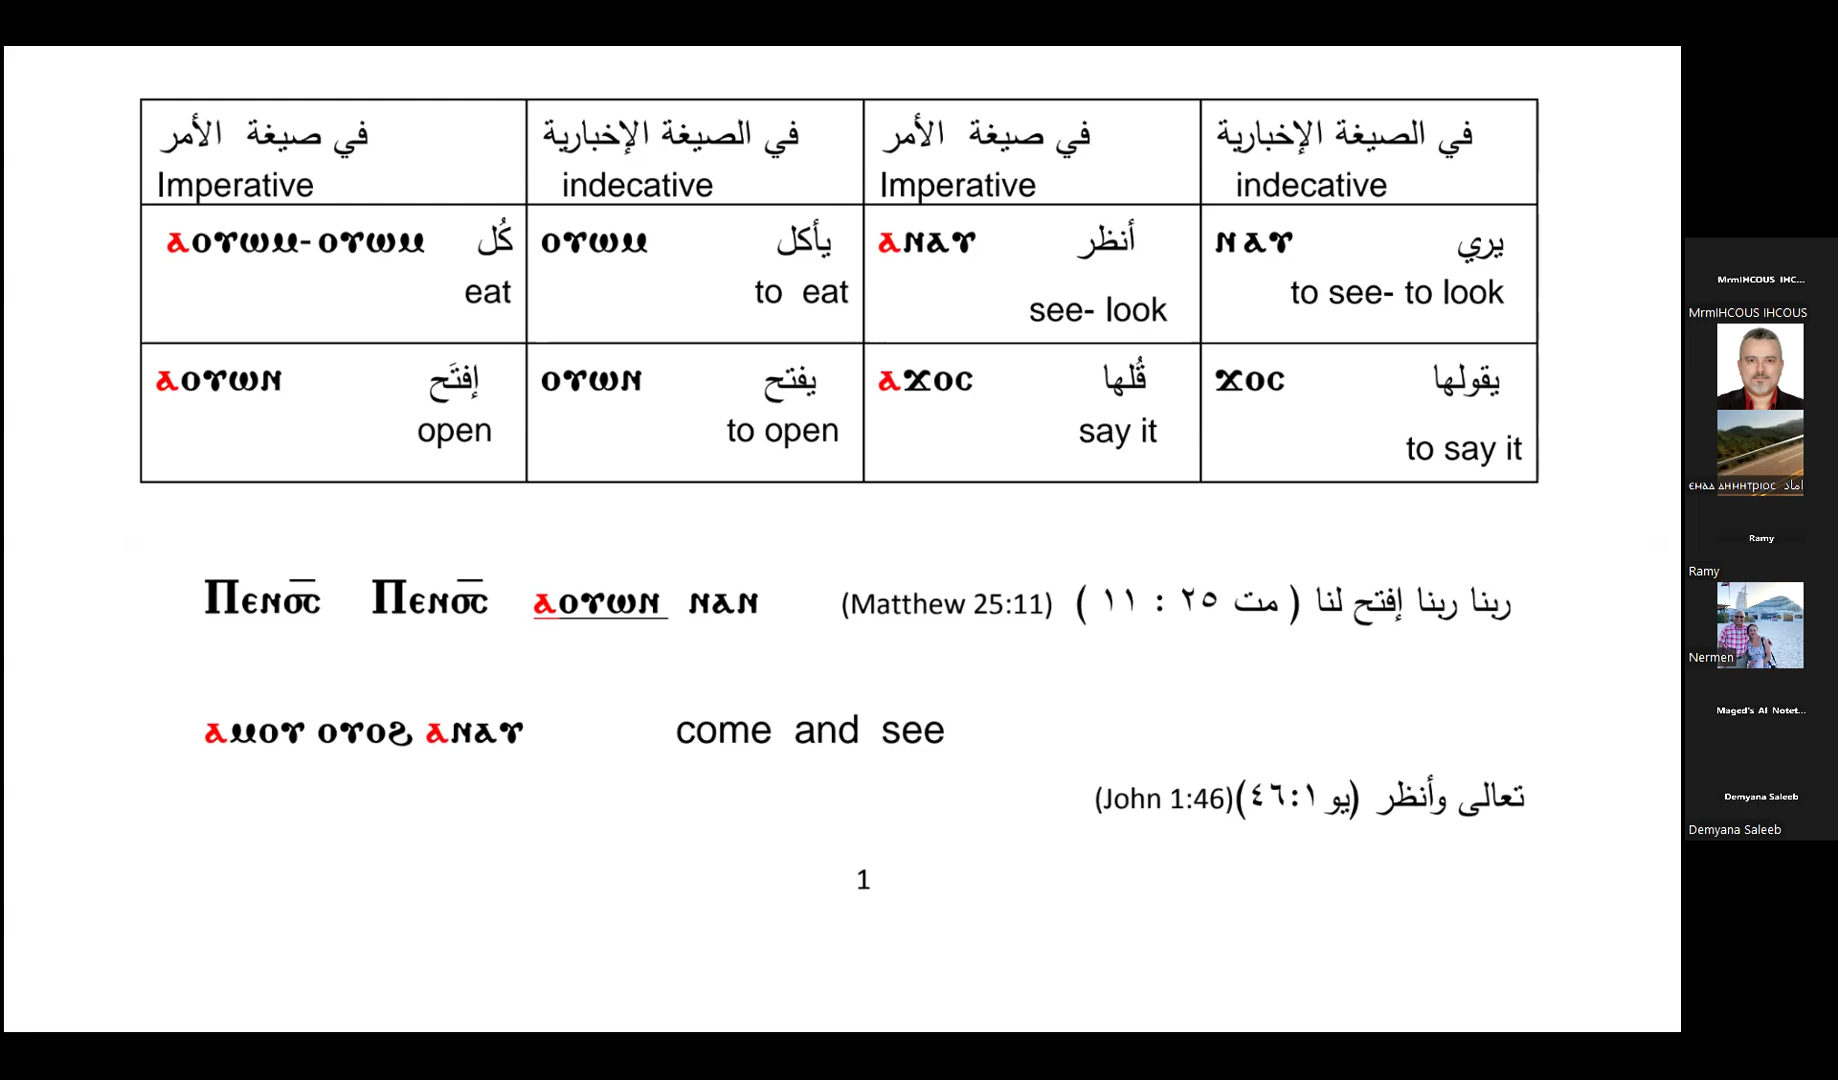 في صيغة الأمر
Imperative
في الصيغة الإخبارية
indecative
في صيغة الأمر
Imperative
في الصيغة الإخبارية
indecative
ⲁⲟⲩⲱⲙ- ⲟⲩⲱⲙ كُل
eat
ⲟⲩⲱⲙ يأكل
to eat
ⲁⲛⲁⲩ أنظر
see- look
ⲛⲁⲩ يري
to see- to look
ⲁⲟⲩⲱⲛ إفتَح
open
ⲟⲩⲱⲛ يفتح
to open
ⲁϫⲟⲥ قُلها
say it
ϫⲟⲥ يقولها
to say it
Ⲡⲉⲛⲟ̅ⲥ̅ Ⲡⲉⲛⲟ̅ⲥ̅ ⲁⲟⲩⲱⲛ ⲛⲁⲛ (Matthew 25:11) ربنا ربنا إفتح لنا ( مت ٢٥ : ١١ )
ⲁⲙⲟⲩ ⲟⲩⲟϩ ⲁⲛⲁⲩ come and see
تعالى وأنظر (يو ٤٦:١)(John 1:46)
1
MrmIHCOUS IHC...
MrmIHCOUS IHCOUS
Ramy
Ramy
Nermen
Maged's AI Notet...
Demyana Saleeb
Demyana Saleeb